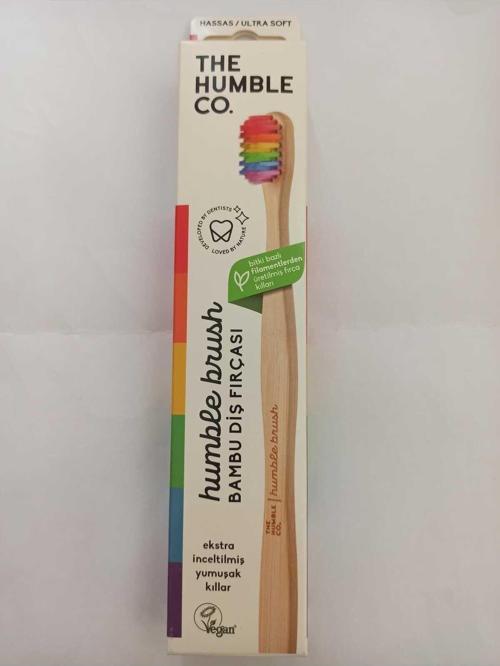 HASSAS / ULTRA SOFT
THE
HUMBLE
CO.
DEVELOPED BY DENTISTS
LOVED BY NATURE
bitki bazlı
filamentlerden
üretilmiş fırça
kılları
humble brush
BAMBU DİŞ FIRÇASI
THE
HUMBLE
CO.
humble brush
ekstra
inceltilmiş
yumuşak
kıllar
Vegan